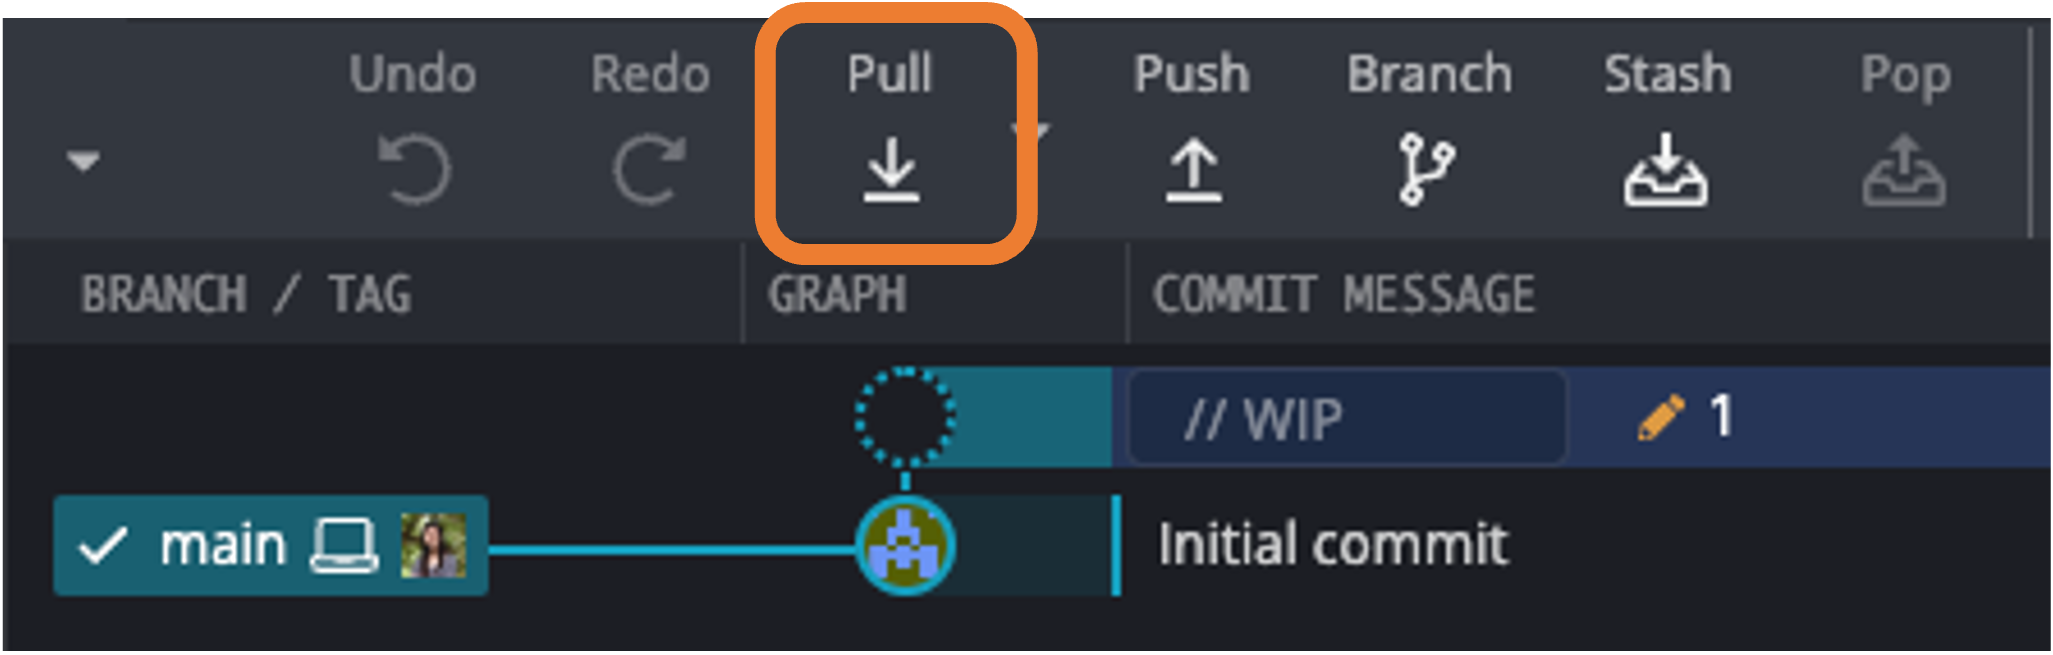 Undo Redo Pull Push Branch Stash Pop
BRANCH / TAG GRAPH COMMIT MESSAGE
// WIP 1
main Initial commit